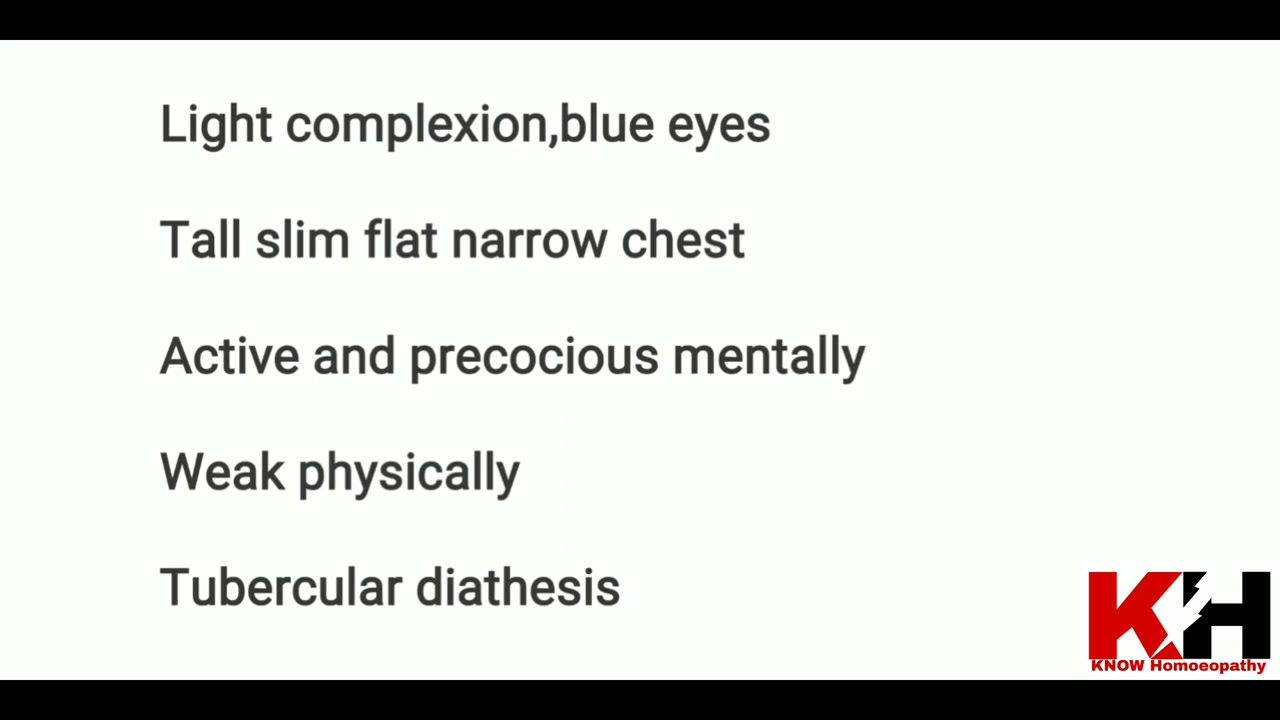 Light complexion,blue eyes
Tall slim flat narrow chest
Active and precocious mentally
Weak physically
Tubercular diathesis
KH
KNOW Homoeopathy